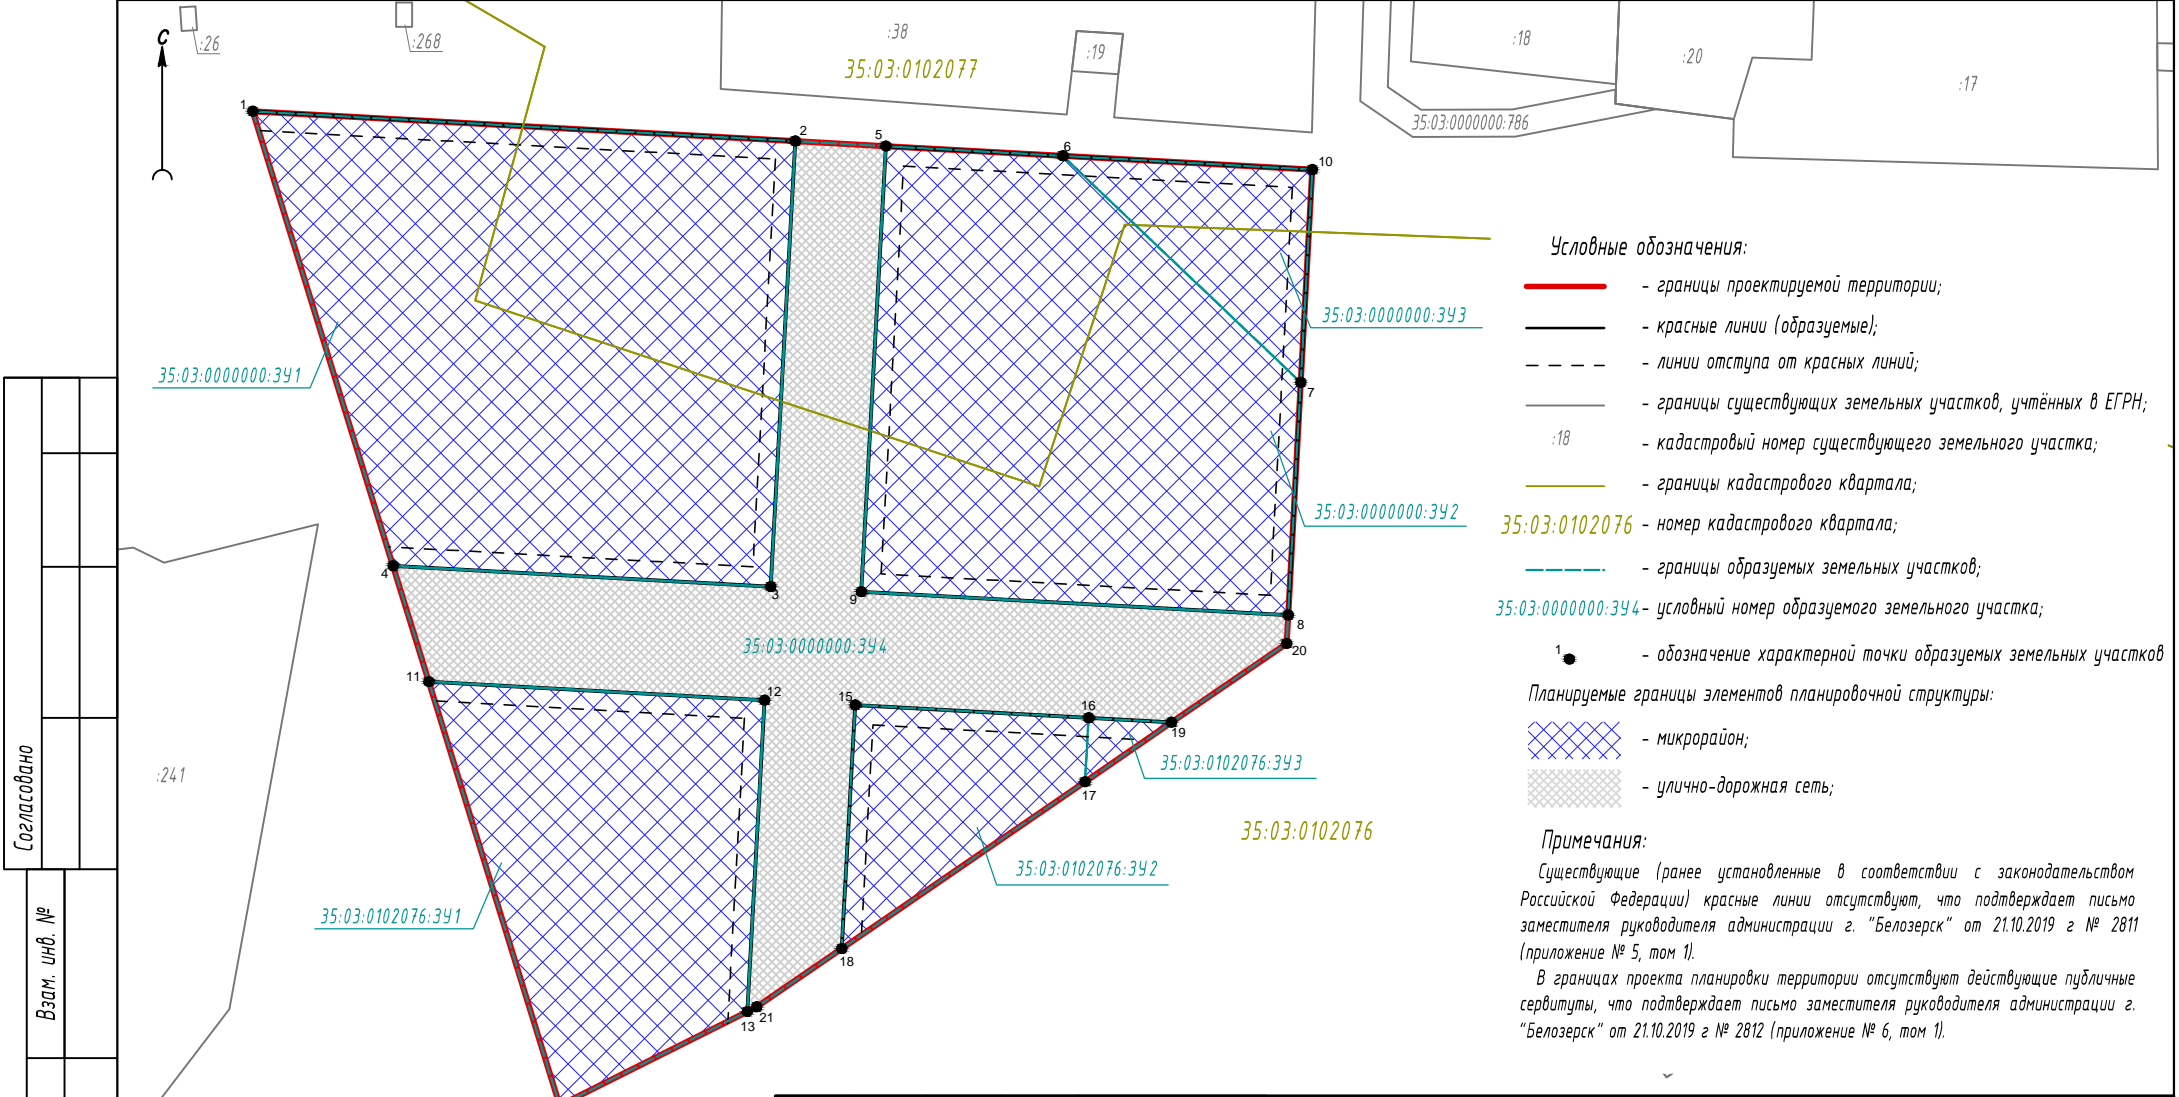 С
:26
:268
:38
35:03:0102077
:19
:18
:20
:17
35:03:0000000:786
1
2
5
6
10
35:03:0000000:ЗУ3
35:03:0000000:ЗУ1
7
35:03:0000000:ЗУ2
4
3
9
8
20
35:03:0000000:ЗУ4
11
12
15
16
19
35:03:0102076:ЗУ3
17
:241
35:03:0102076
35:03:0102076:ЗУ2
35:03:0102076:ЗУ1
18
21
13
Согласовано
Взам. инв. №
Условные обозначения:
- границы проектируемой территории;
- красные линии (образуемые);
- линии отступа от красных линий;
- границы существующих земельных участков, учтённых в ЕГРН;
:18 - кадастровый номер существующего земельного участка;
- границы кадастрового квартала;
35:03:0102076 - номер кадастрового квартала;
- границы образуемых земельных участков;
35:03:0000000:ЗУ4 - условный номер образуемого земельного участка;
1 - обозначение характерной точки образуемых земельных участков
Планируемые границы элементов планировочной структуры:
- микрорайон;
- улично-дорожная сеть;
Примечания:
Существующие (ранее установленные в соответствии с законодательством
Российской Федерации) красные линии отсутствуют, что подтверждает письмо
заместителя руководителя администрации г. "Белозерск" от 21.10.2019 г № 2811
(приложение № 5, том 1).
В границах проекта планировки территории отсутствуют действующие публичные
сервитуты, что подтверждает письмо заместителя руководителя администрации г.
"Белозерск" от 21.10.2019 г № 2812 (приложение № 6, том 1).